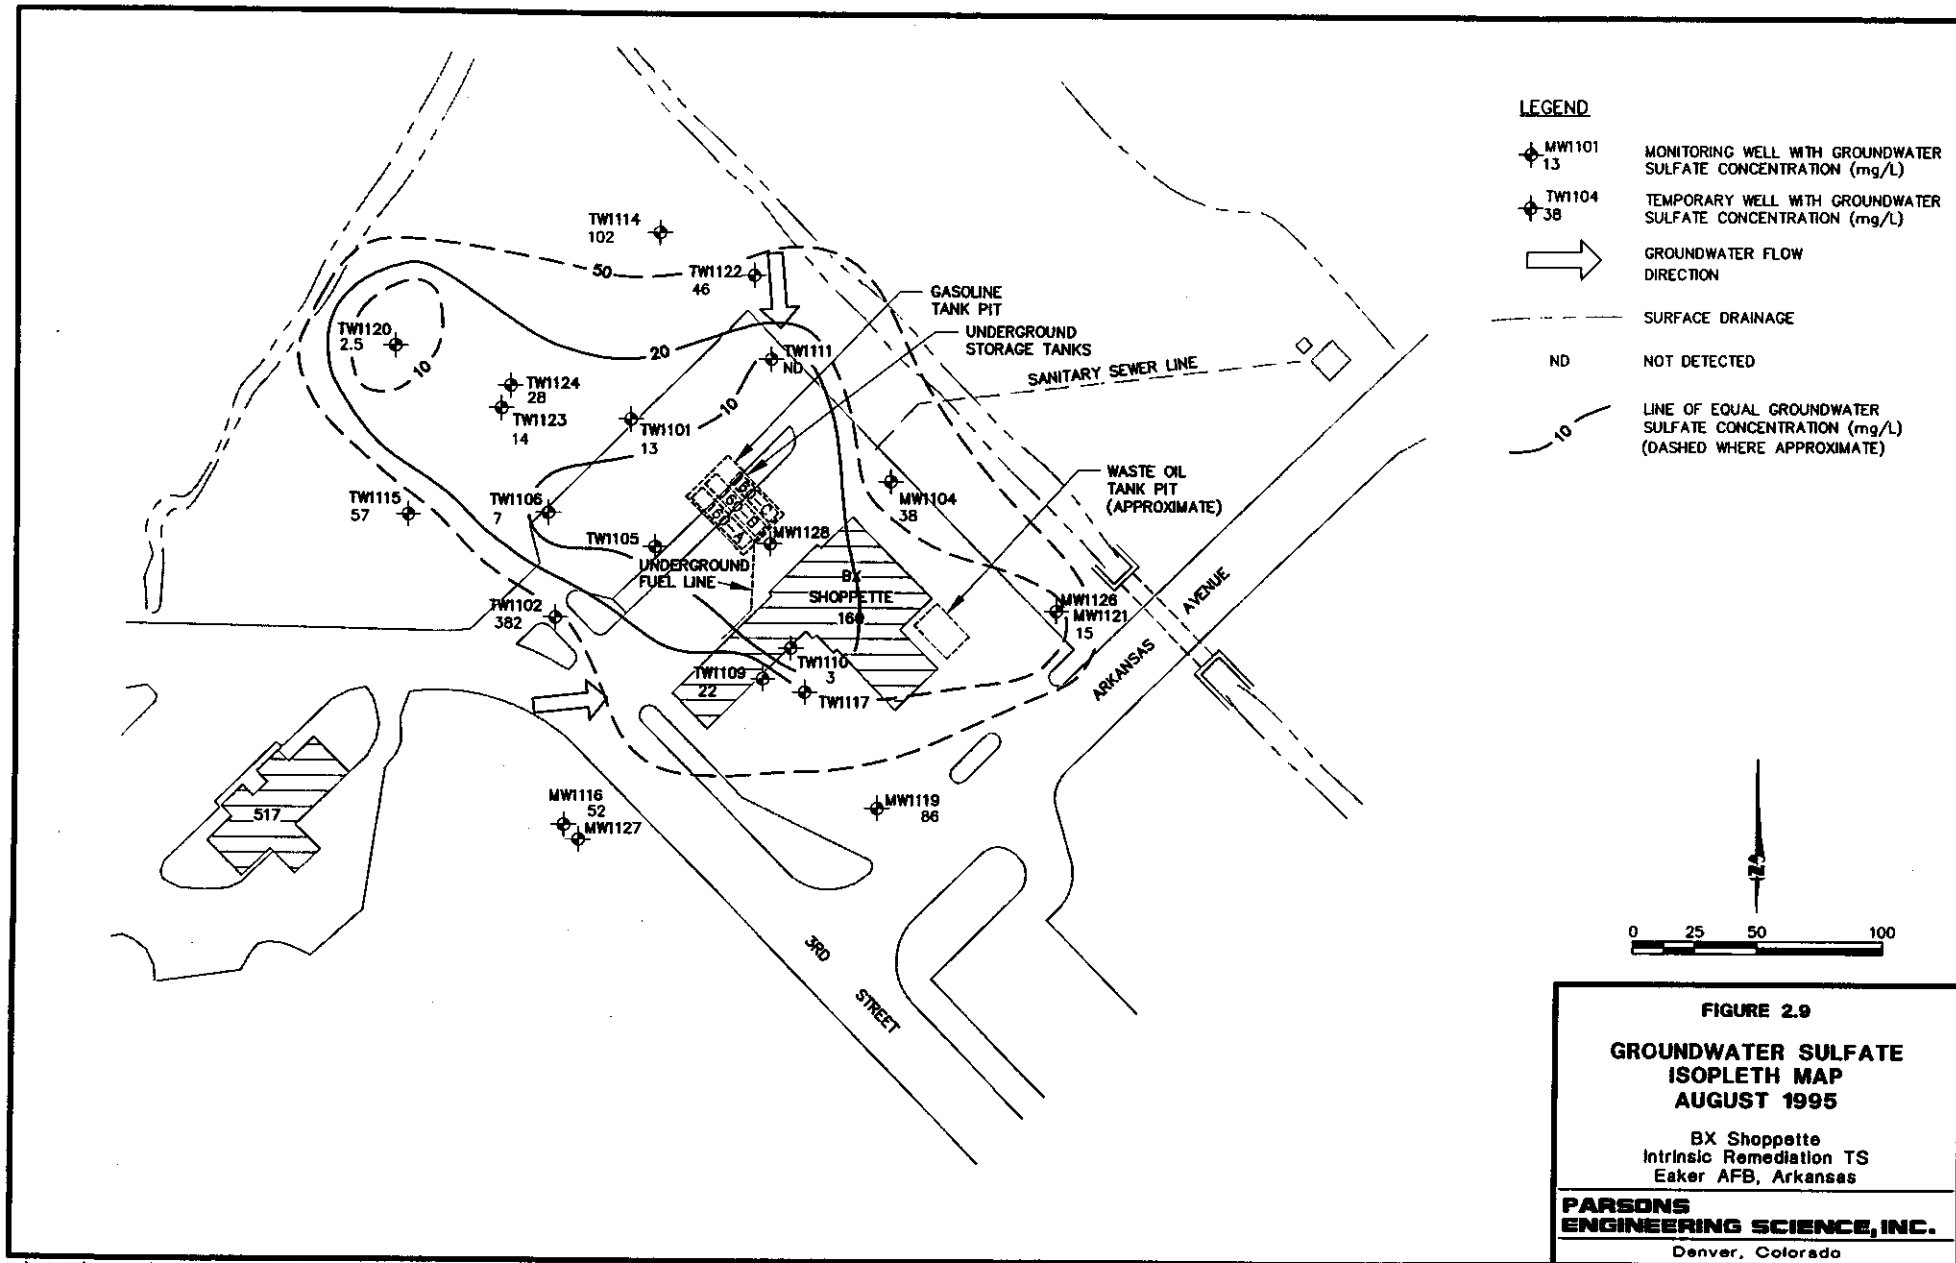 LEGEND
MW1101
13
MONITORING WELL WITH GROUNDWATER
SULFATE CONCENTRATION (mg/L)
TW1104
38
TEMPORARY WELL WITH GROUNDWATER
SULFATE CONCENTRATION (mg/L)
GROUNDWATER FLOW
DIRECTION
SURFACE DRAINAGE
ND
NOT DETECTED
10
LINE OF EQUAL GROUNDWATER
SULFATE CONCENTRATION (mg/L)
(DASHED WHERE APPROXIMATE)
TW1114
102
50
TW1122
46
GASOLINE
TANK PIT
UNDERGROUND
STORAGE TANKS
TW1120
2.5
10
20
TW1111
ND
SANITARY SEWER LINE
TW1124
28
TW1123
14
10
TW1101
13
TW1115
57
TW1106
7
160-C
160-B
160-A
MW1104
38
WASTE OIL
TANK PIT
(APPROXIMATE)
TW1105
MW1128
UNDERGROUND
FUEL LINE
BX
SHOPPETTE
160
TW1102
382
MW1126
MW1121
15
TW1110
3
TW1109
22
TW1117
ARKANSAS AVENUE
517
MW1116
52
MW1127
MW1119
86
3RD
STREET
N
0 25 50 100
FIGURE 2.9
GROUNDWATER SULFATE
ISOPLETH MAP
AUGUST 1995
BX Shoppette
Intrinsic Remediation TS
Eaker AFB, Arkansas
PARSONS
ENGINEERING SCIENCE, INC.
Denver, Colorado